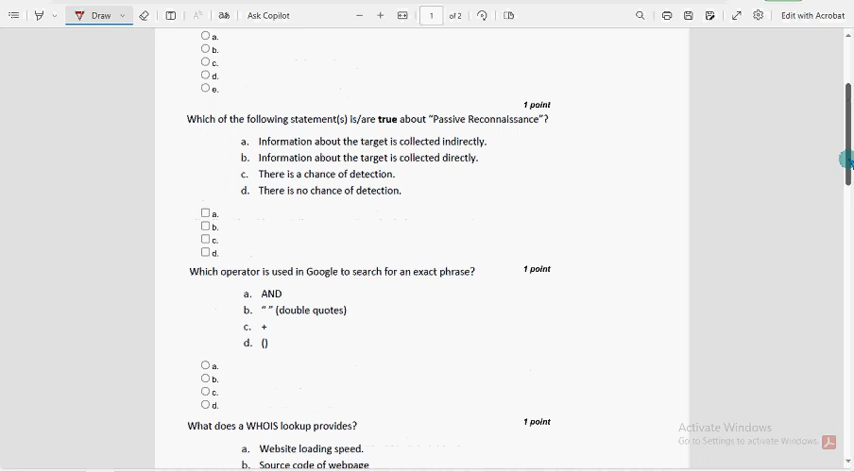 Draw
Ask Copilot
1 of 2
Edit with Acrobat
a.
b.
c.
d.
e.
1 point
Which of the following statement(s) is/are true about "Passive Reconnaissance"?
a. Information about the target is collected indirectly.
b. Information about the target is collected directly.
c. There is a chance of detection.
d. There is no chance of detection.
a.
b.
c.
d.
Which operator is used in Google to search for an exact phrase? 1 point
a. AND
b. " " (double quotes)
c. +
d. ()
a.
b.
c.
d.
What does a WHOIS lookup provides? 1 point
a. Website loading speed.
b. Source code of webpage
Activate Windows
Go to Settings to activate Windows.